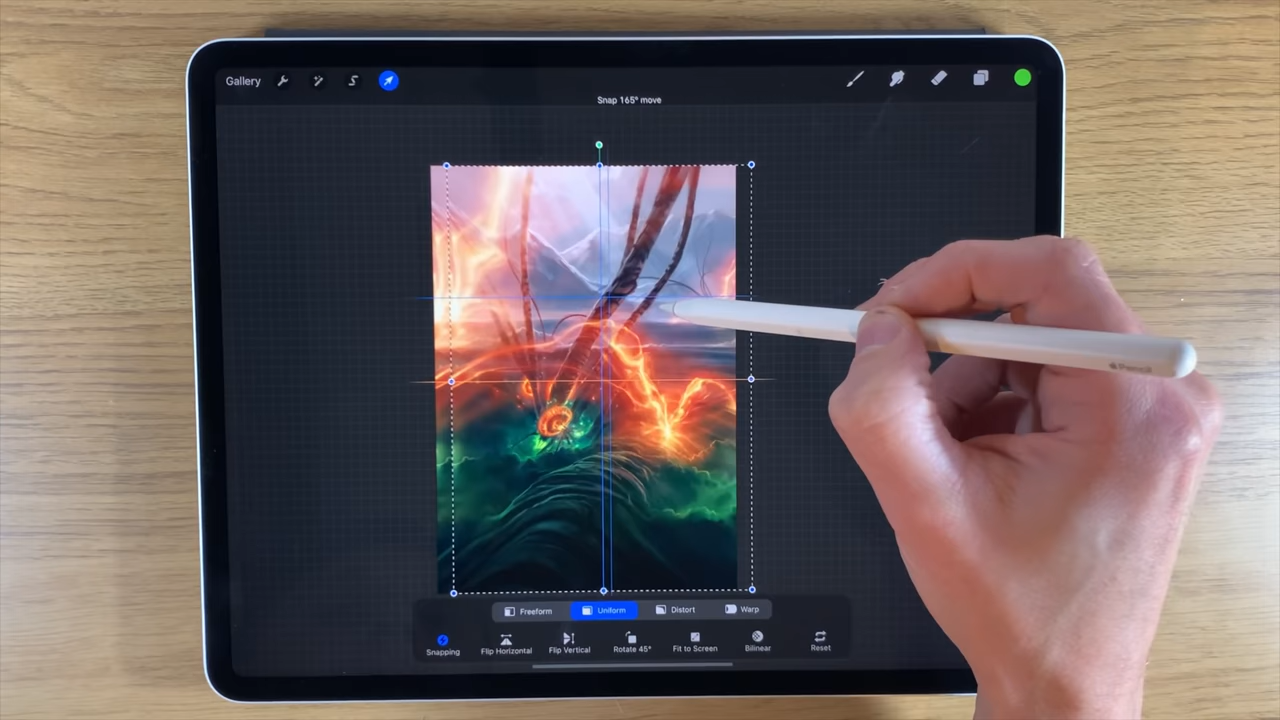 Gallery
Snap 165° move
Pencil
Freeform Uniform Distort Warp
Snapping Flip Horizontal Flip Vertical Rotate 45° Fit to Screen Bilinear Reset